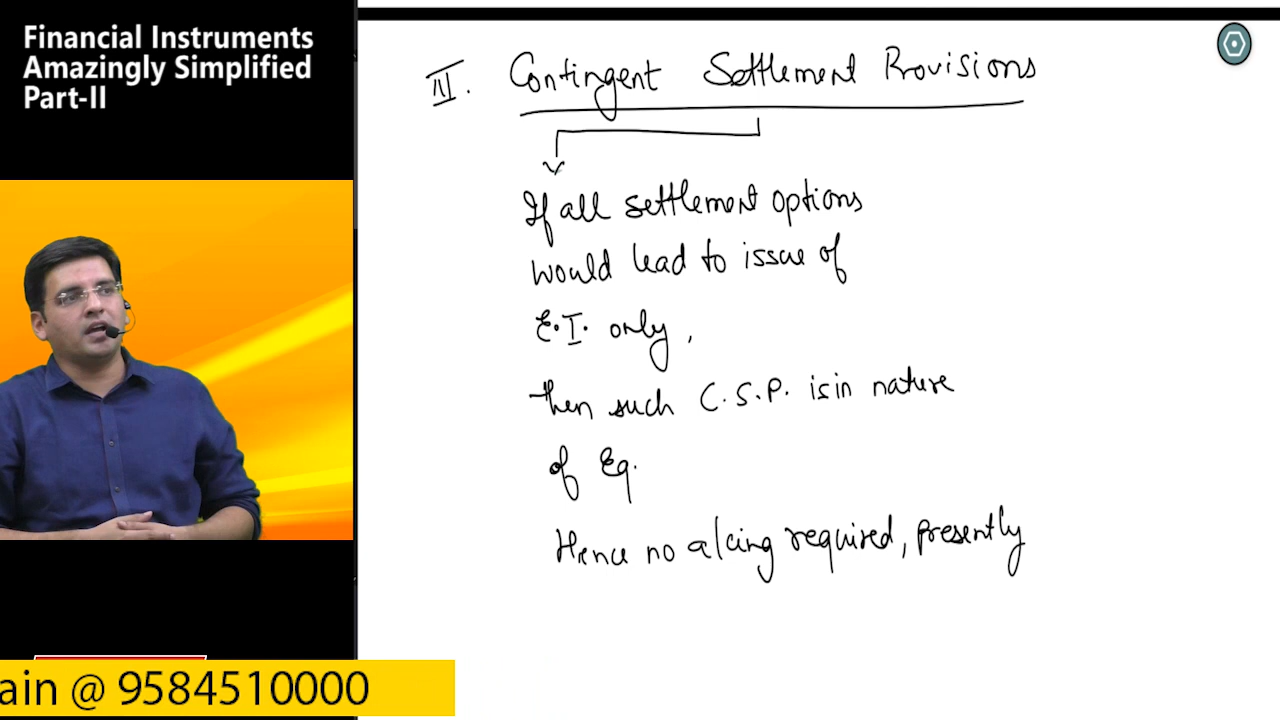 Financial Instruments
Amazingly Simplified
Part-II
III. Contingent Settlement Provisions
If all settlement options
would lead to issue of
E.I. only,
then such C.S.P. is in nature
of Eq.
Hence no a/cing required, presently
ain @ 9584510000